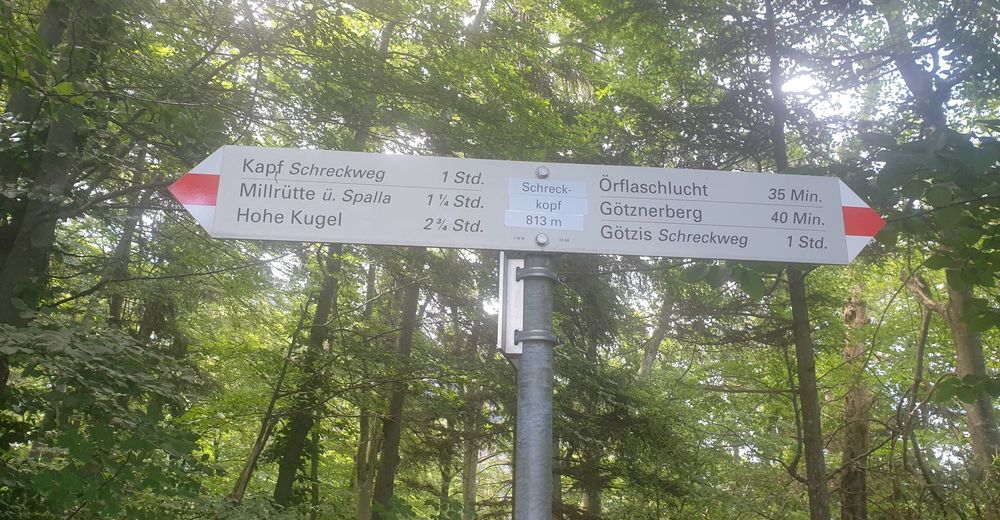 Kapf Schreckweg 1 Std.
Millrütte ü. Spalla 1 ¼ Std.
Hohe Kugel 2 ¾ Std.
Schreck-
kopf
813 m
Örflaschlucht 35 Min.
Götznerberg 40 Min.
Götzis Schreckweg 1 Std.